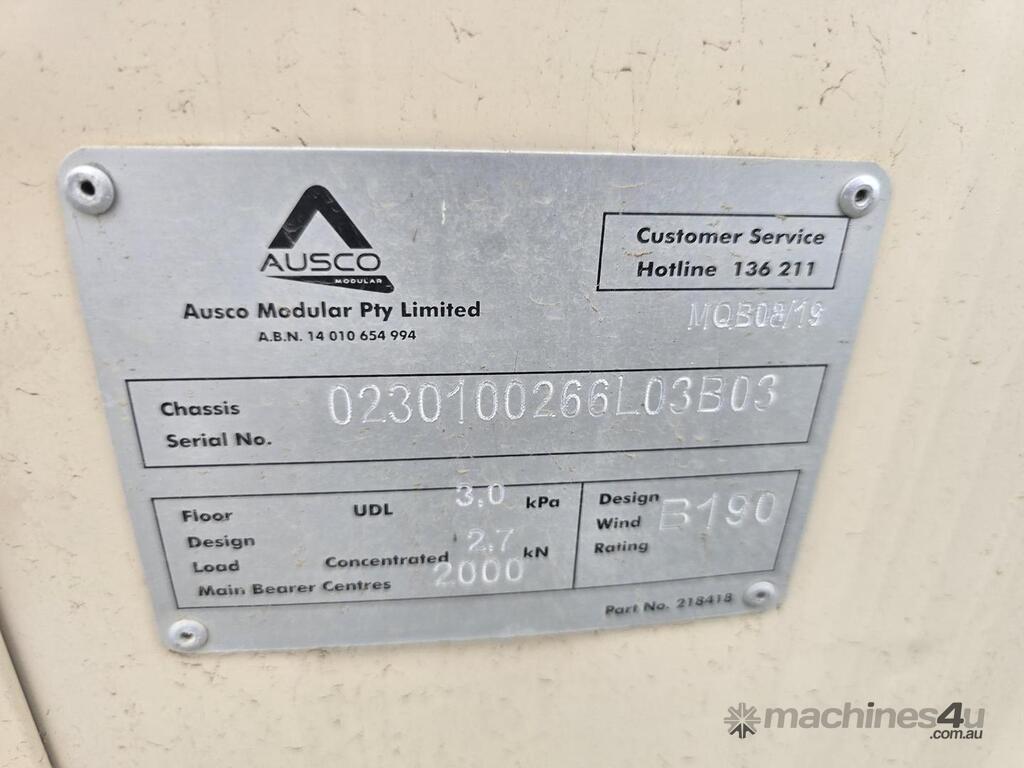 AUSCO
MODULAR
Ausco Modular Pty Limited
A.B.N. 14 010 654 994
Customer Service
Hotline 136 211
MQB08/19
Chassis
Serial No.
0230100266L03B03
Floor
Design
Load
UDL 3,0 kPa
Concentrated 2.7 kN
Main Bearer Centres 2000
Design
Wind
Rating
B190
Part No. 218418
machines4u
.com.au